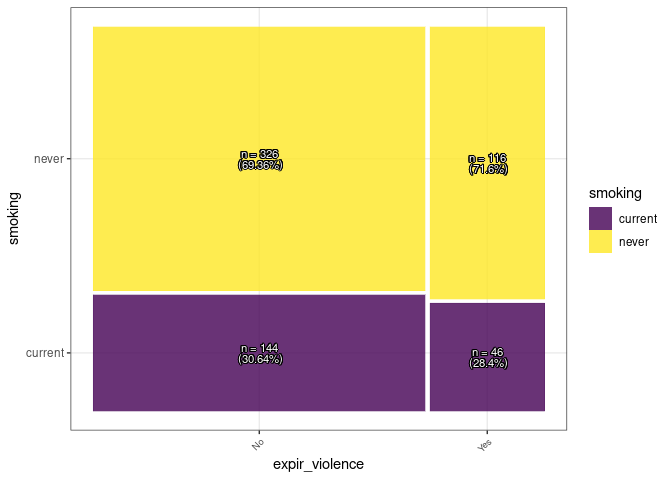 never
n = 326
(69.36%)
n = 116
(71.6%)
smoking
smoking
current
never
current
n = 144
(30.64%)
n = 46
(28.4%)
No
Yes
expir_violence